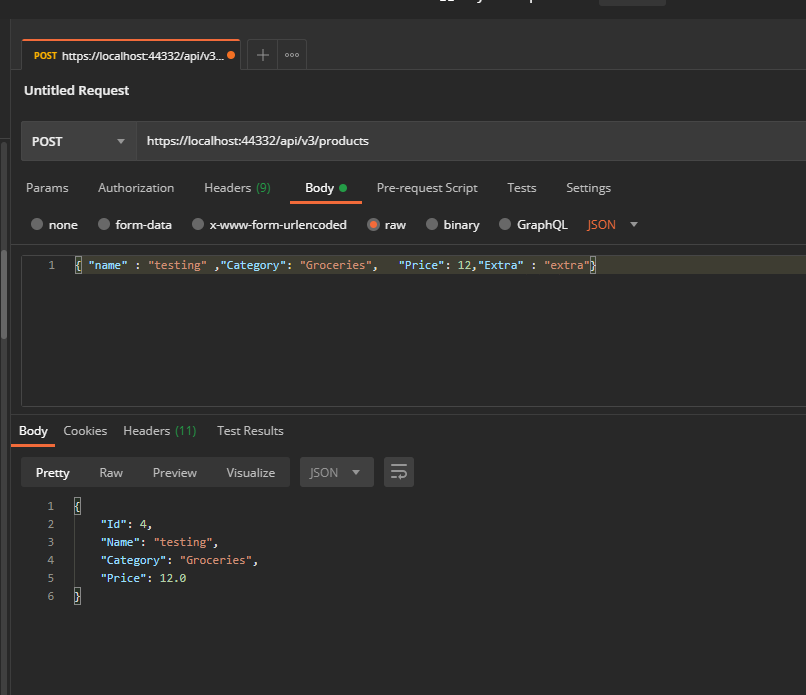 POST https://localhost:44332/api/v3...
Untitled Request
POST https://localhost:44332/api/v3/products
Params Authorization Headers (9) Body Pre-request Script Tests Settings
none form-data x-www-form-urlencoded raw binary GraphQL JSON
1 { "name" : "testing" ,"Category": "Groceries",   "Price": 12,"Extra" : "extra"}
Body Cookies Headers (11) Test Results
Pretty Raw Preview Visualize JSON
1 {
2 "Id": 4,
3 "Name": "testing",
4 "Category": "Groceries",
5 "Price": 12.0
6 }